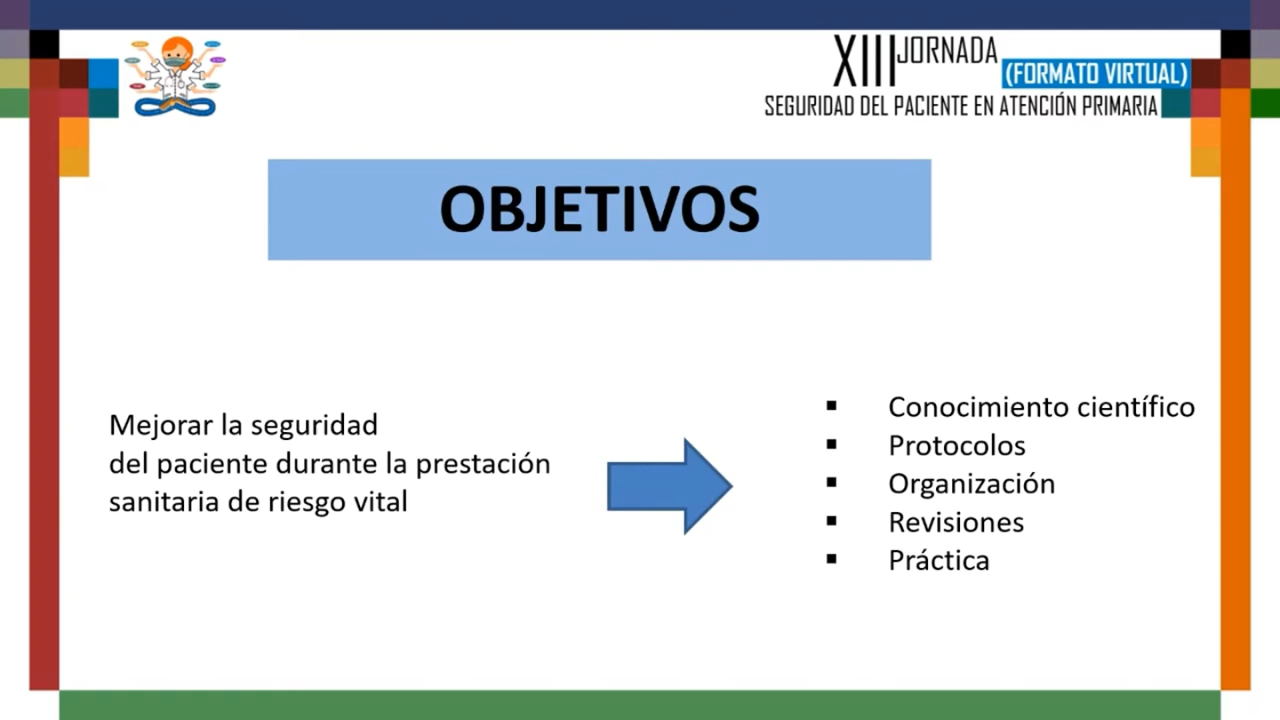 XIII JORNADA
(FORMATO VIRTUAL)
SEGURIDAD DEL PACIENTE EN ATENCIÓN PRIMARIA
OBJETIVOS
Mejorar la seguridad
del paciente durante la prestación
sanitaria de riesgo vital
▪ Conocimiento científico
▪ Protocolos
▪ Organización
▪ Revisiones
▪ Práctica